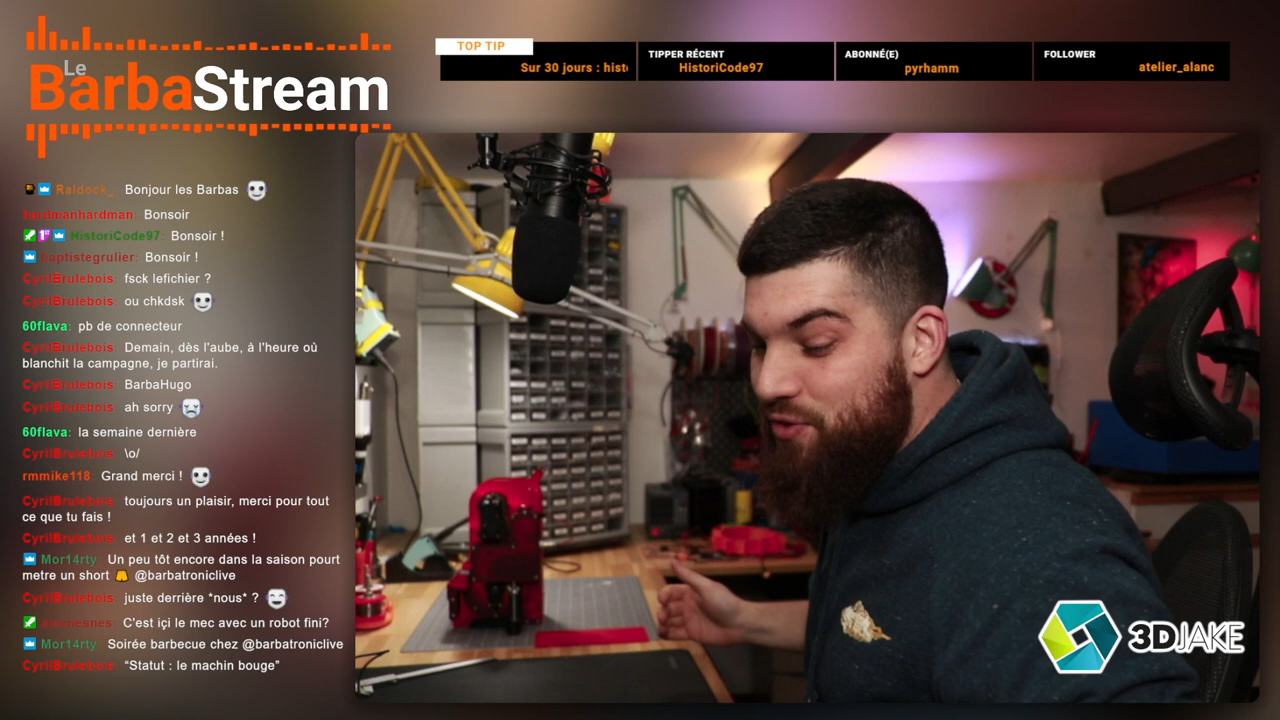 Le
BarbaStream
TOP TIP
Sur 30 jours : hist
TIPPER RÉCENT
HistoriCode97
ABONNÉ(E)
pyrhamm
FOLLOWER
atelier_alanc
Raldock_ Bonjour les Barbas
hardmanhardman: Bonsoir
HistoriCode97: Bonsoir !
baptistegrulier: Bonsoir !
CyrilBrulebois: fsck lefichier ?
CyrilBrulebois: ou chkdsk
60flava: pb de connecteur
CyrilBrulebois: Demain, dès l'aube, à l'heure où
blanchit la campagne, je partirai.
CyrilBrulebois: BarbaHugo
CyrilBrulebois: ah sorry
60flava: la semaine dernière
CyrilBrulebois: \o/
rmmike118: Grand merci !
CyrilBrulebois: toujours un plaisir, merci pour tout
ce que tu fais !
CyrilBrulebois: et 1 et 2 et 3 années !
Mor14rty Un peu tôt encore dans la saison pourt
metre un short @barbatroniclive
CyrilBrulebois: juste derrière *nous* ?
C'est içi le mec avec un robot fini?
Mor14rty Soirée barbecue chez @barbatroniclive
CyrilBrulebois: "Statut : le machin bouge"
3DJAKE